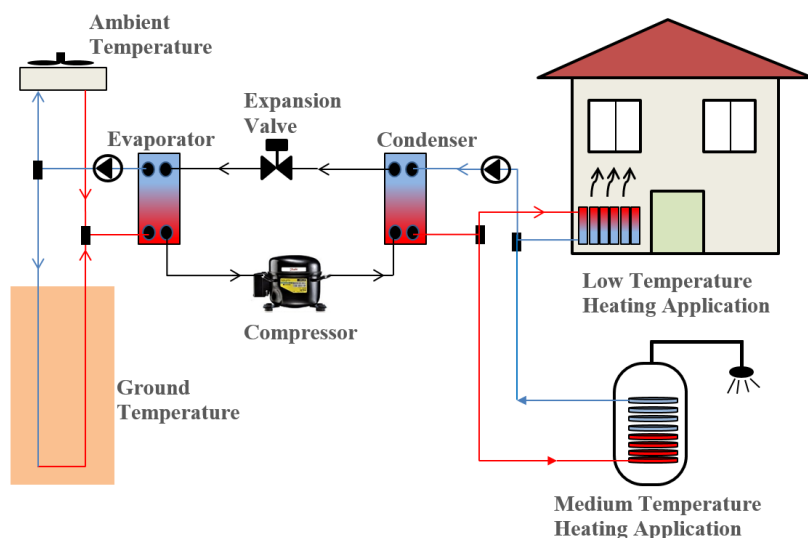 Ambient
Temperature
Expansion
Valve
Evaporator
Condenser
Compressor
Low Temperature
Heating Application
Ground
Temperature
Medium Temperature
Heating Application